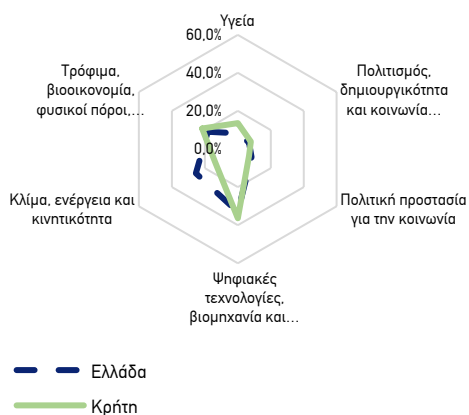 Υγεία
60,0%
40,0%
20,0%
0,0%
Πολιτισμός,
δημιουργικότητα
και κοινωνία…
Πολιτική προστασία
για την κοινωνία
Ψηφιακές
τεχνολογίες,
βιομηχανία και…
Κλίμα, ενέργεια και
κινητικότητα
Τρόφιμα,
βιοοικονομία,
φυσικοί πόροι,…
Ελλάδα
Κρήτη